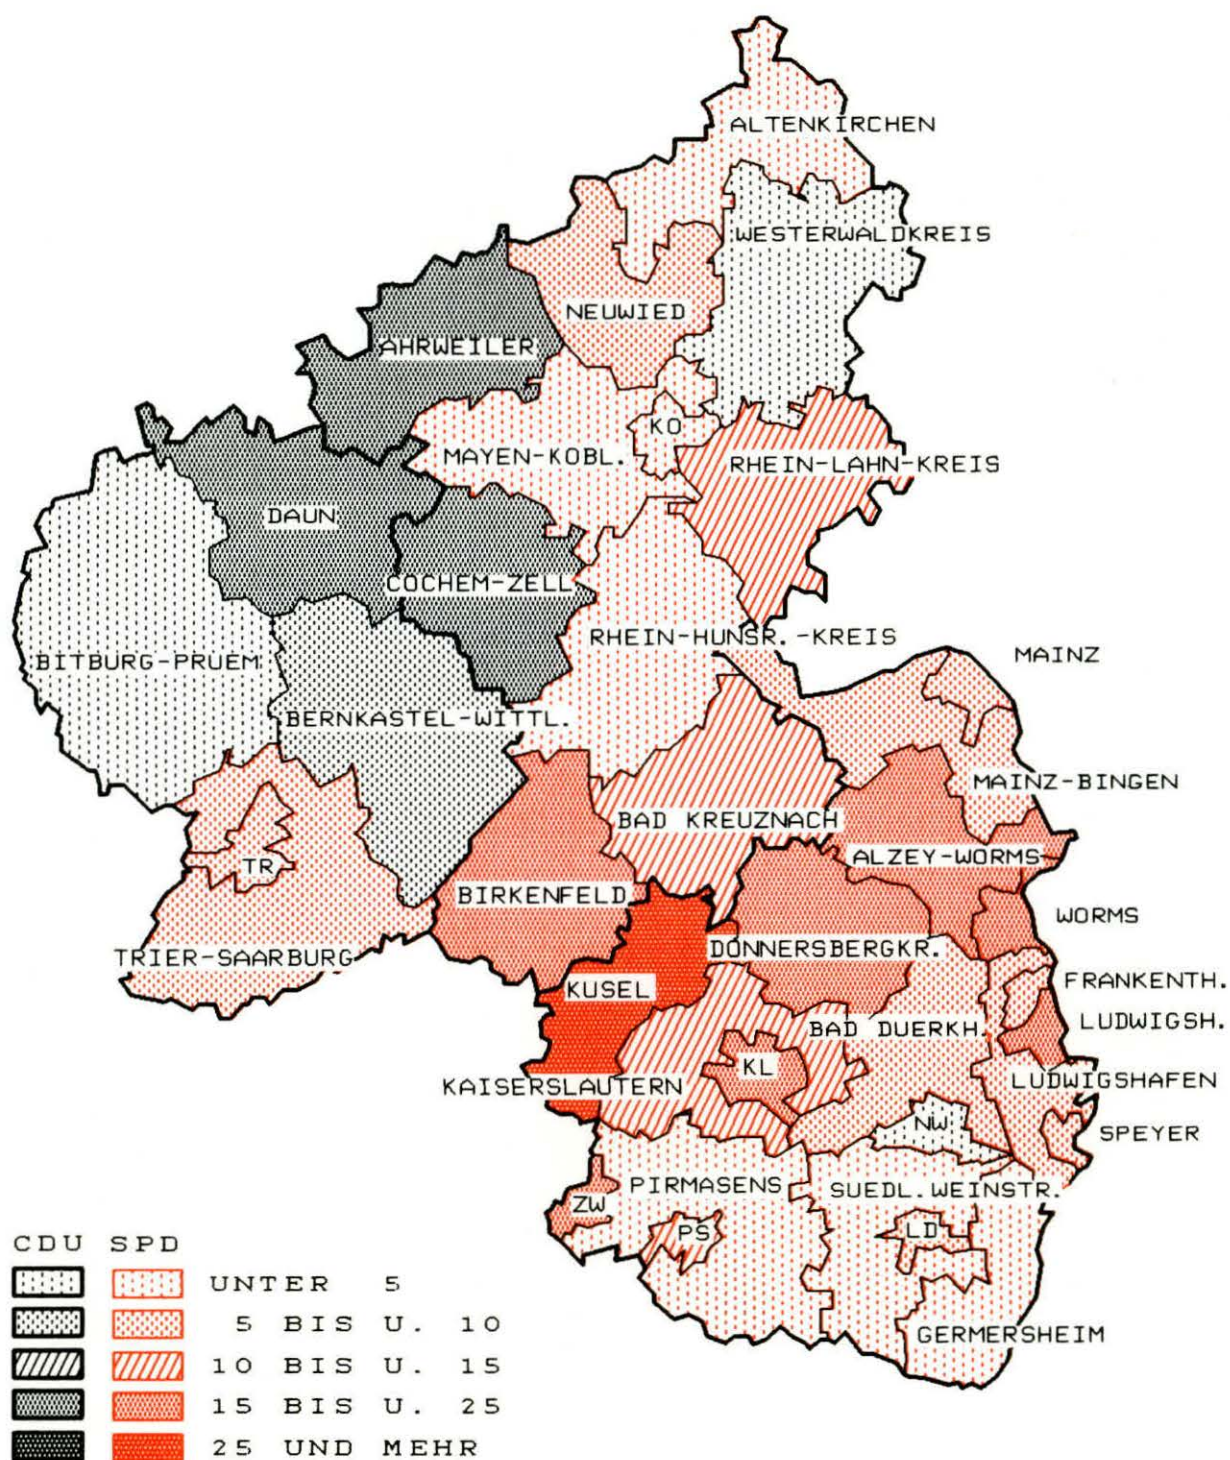 ALTENKIRCHEN
WESTERWALDKREIS
NEUWIED
AHRWEILER
KO
MAYEN-KOBL.
RHEIN-LAHN-KREIS
DAUN
COCHEM-ZELL
RHEIN-HUNSR.-KREIS
MAINZ
BITBURG-PRUEM
BERNKASTEL-WITTL.
MAINZ-BINGEN
BAD KREUZNACH
ALZEY-WORMS
TR
BIRKENFELD
WORMS
TRIER-SAARBURG
DONNERSBERGKR.
KUSEL
FRANKENTH.
LUDWIGSH.
BAD DUERKH.
KL
KAISERSLAUTERN
LUDWIGSHAFEN
NW
SPEYER
PIRMASENS
SUEDL.WEINSTR.
ZW
PS
LD
GERMERSHEIM
CDU SPD
UNTER 5
5 BIS U. 10
10 BIS U. 15
15 BIS U. 25
25 UND MEHR